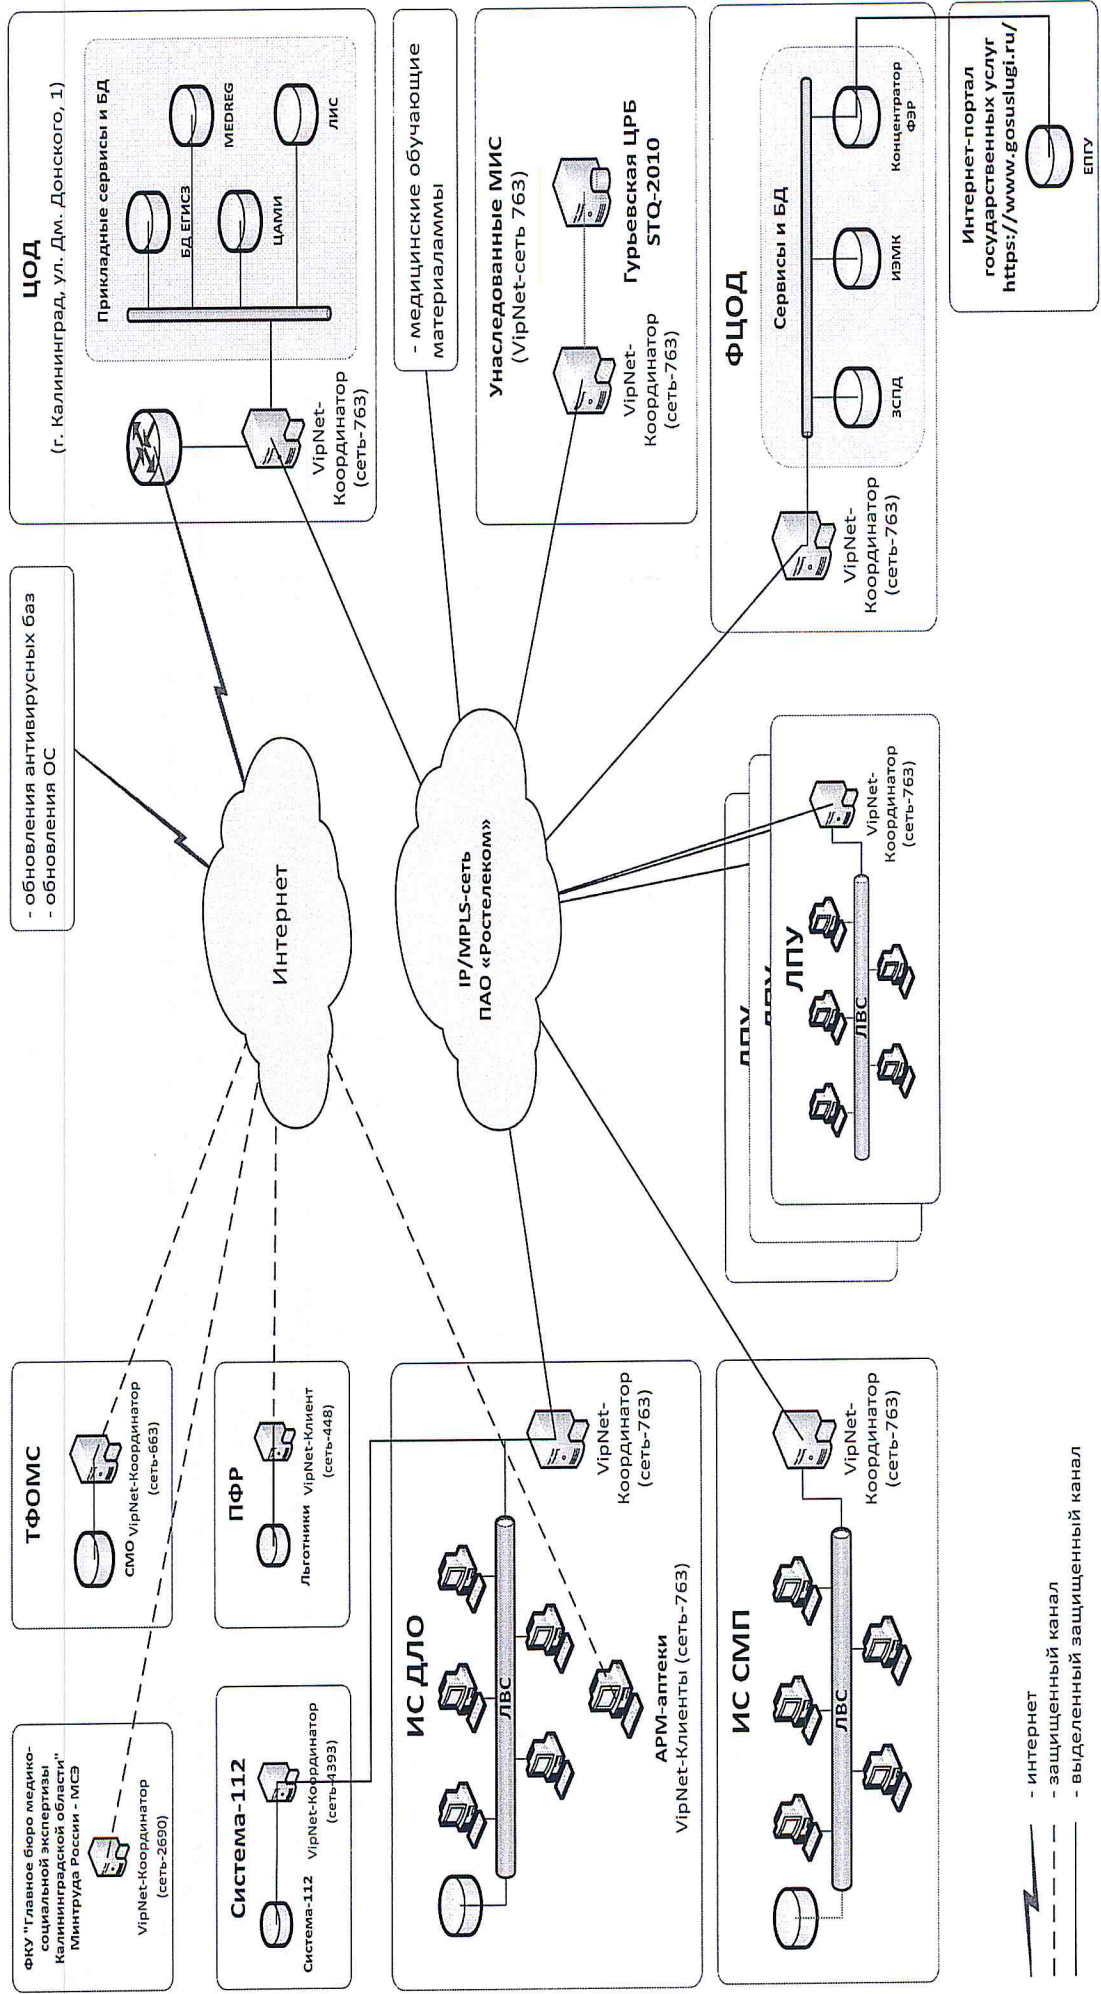 ФКУ "Главное бюро медико-
социальной экспертизы
Калининградской области"
Минтруда России - МСЭ
VipNet-Координатор
(сеть-2690)
ТФОМС
СМО
VipNet-Координатор
(сеть-663)
- обновления антивирусных баз
- обновления ОС
ЦОД
(г. Калининград, ул. Дм. Донского, 1)
Прикладные сервисы и БД
БД ЕГИСЗ
MEDREG
ЦАМИ
ЛИС
VipNet-
Координатор
(сеть-763)
Система-112
Система-112
VipNet-Координатор
(сеть-4393)
ПФР
Льготники
VipNet-Клиент
(сеть-448)
Интернет
- медицинские обучающие
материаламмы
ИС ДЛО
ЛВС
VipNet-
Координатор
(сеть-763)
АРМ-аптеки
VipNet-Клиенты (сеть-763)
IP/MPLS-сеть
ПАО «Ростелеком»
Унаследованные МИС
(VipNet-сеть 763)
VipNet-
Координатор
(сеть-763)
Гурьевская ЦРБ
STQ-2010
ИС СМП
ЛВС
VipNet-
Координатор
(сеть-763)
ЛПУ
ЛПУ
ЛПУ
ЛВС
VipNet-
Координатор
(сеть-763)
ФЦОД
Сервисы и БД
VipNet-
Координатор
(сеть-763)
ЗСПД
ИЭМК
Концентратор
ФЭР
Интернет-портал
государственных услуг
https://www.gosuslugi.ru/
ЕПГУ
- интернет
- защищенный канал
- выделенный защищенный канал